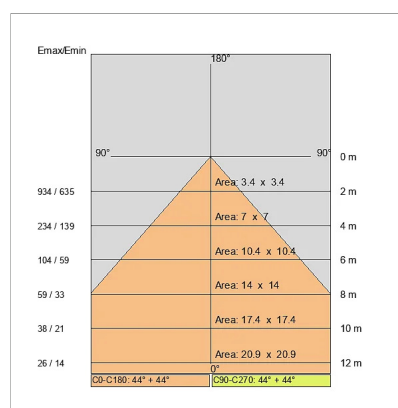 Emax/Emin
180°
90° 90° 0 m
Area: 3.4 x 3.4
934 / 635 2 m
Area: 7 x 7
234 / 139 4 m
Area: 10.4 x 10.4
104 / 59 6 m
Area: 14 x 14
59 / 33 8 m
Area: 17.4 x 17.4
38 / 21 10 m
Area: 20.9 x 20.9
26 / 14 12 m
0°
C0-C180: 44° + 44° C90-C270: 44° + 44°